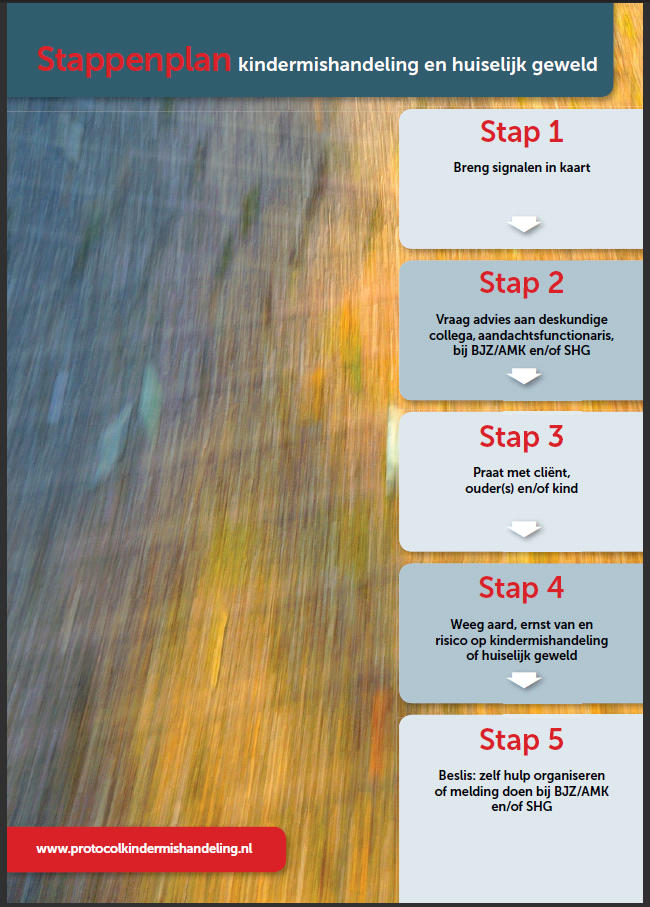 Stappenplan kindermishandeling en huiselijk geweld
Stap 1
Breng signalen in kaart
Stap 2
Vraag advies aan deskundige
collega, aandachtsfunctionaris,
bij BJZ/AMK en/of SHG
Stap 3
Praat met cliënt,
ouder(s) en/of kind
Stap 4
Weeg aard, ernst van en
risico op kindermishandeling
of huiselijk geweld
Stap 5
Beslis: zelf hulp organiseren
of melding doen bij BJZ/AMK
en/of SHG
www.protocolkindermishandeling.nl